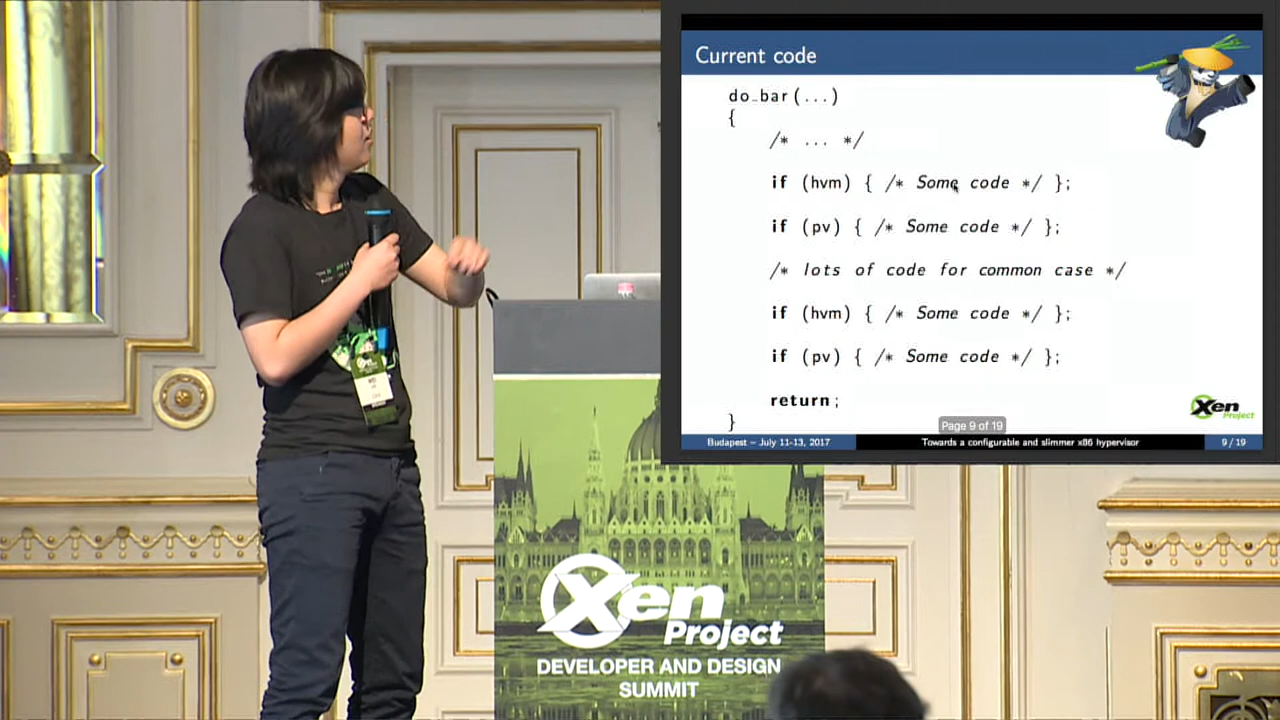 Current code
do_bar(...)
{
/* ... */
if (hvm) { /* Some code */ };
if (pv) { /* Some code */ };
/* lots of code for common case */
if (hvm) { /* Some code */ };
if (pv) { /* Some code */ };
return;
}
Xen
Project
Page 9 of 19
Budapest – July 11-13, 2017
Towards a configurable and slimmer x86 hypervisor
9 / 19
Xen
Project
DEVELOPER AND DESIGN
SUMMIT